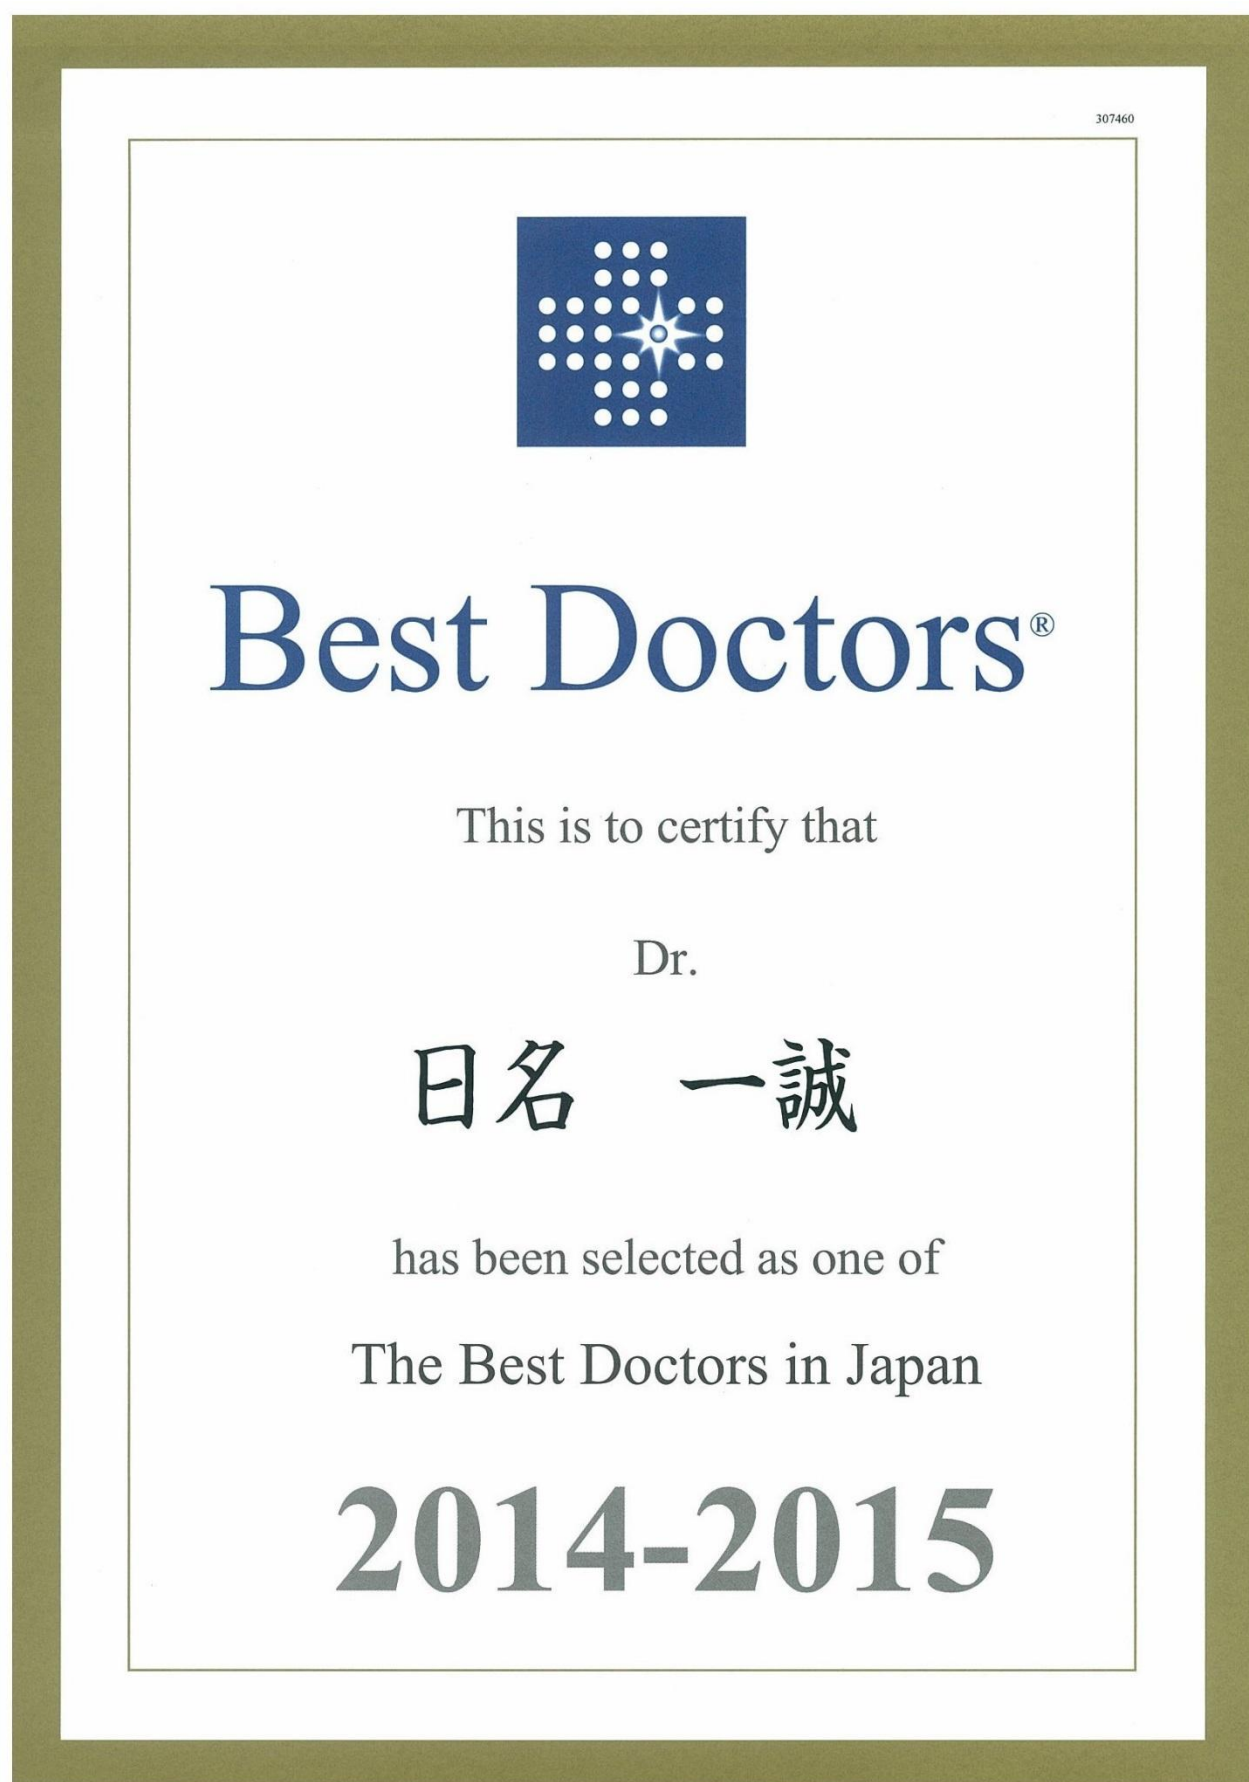 307460
Best Doctors®
This is to certify that
Dr.
日名 一誠
has been selected as one of
The Best Doctors in Japan
2014-2015